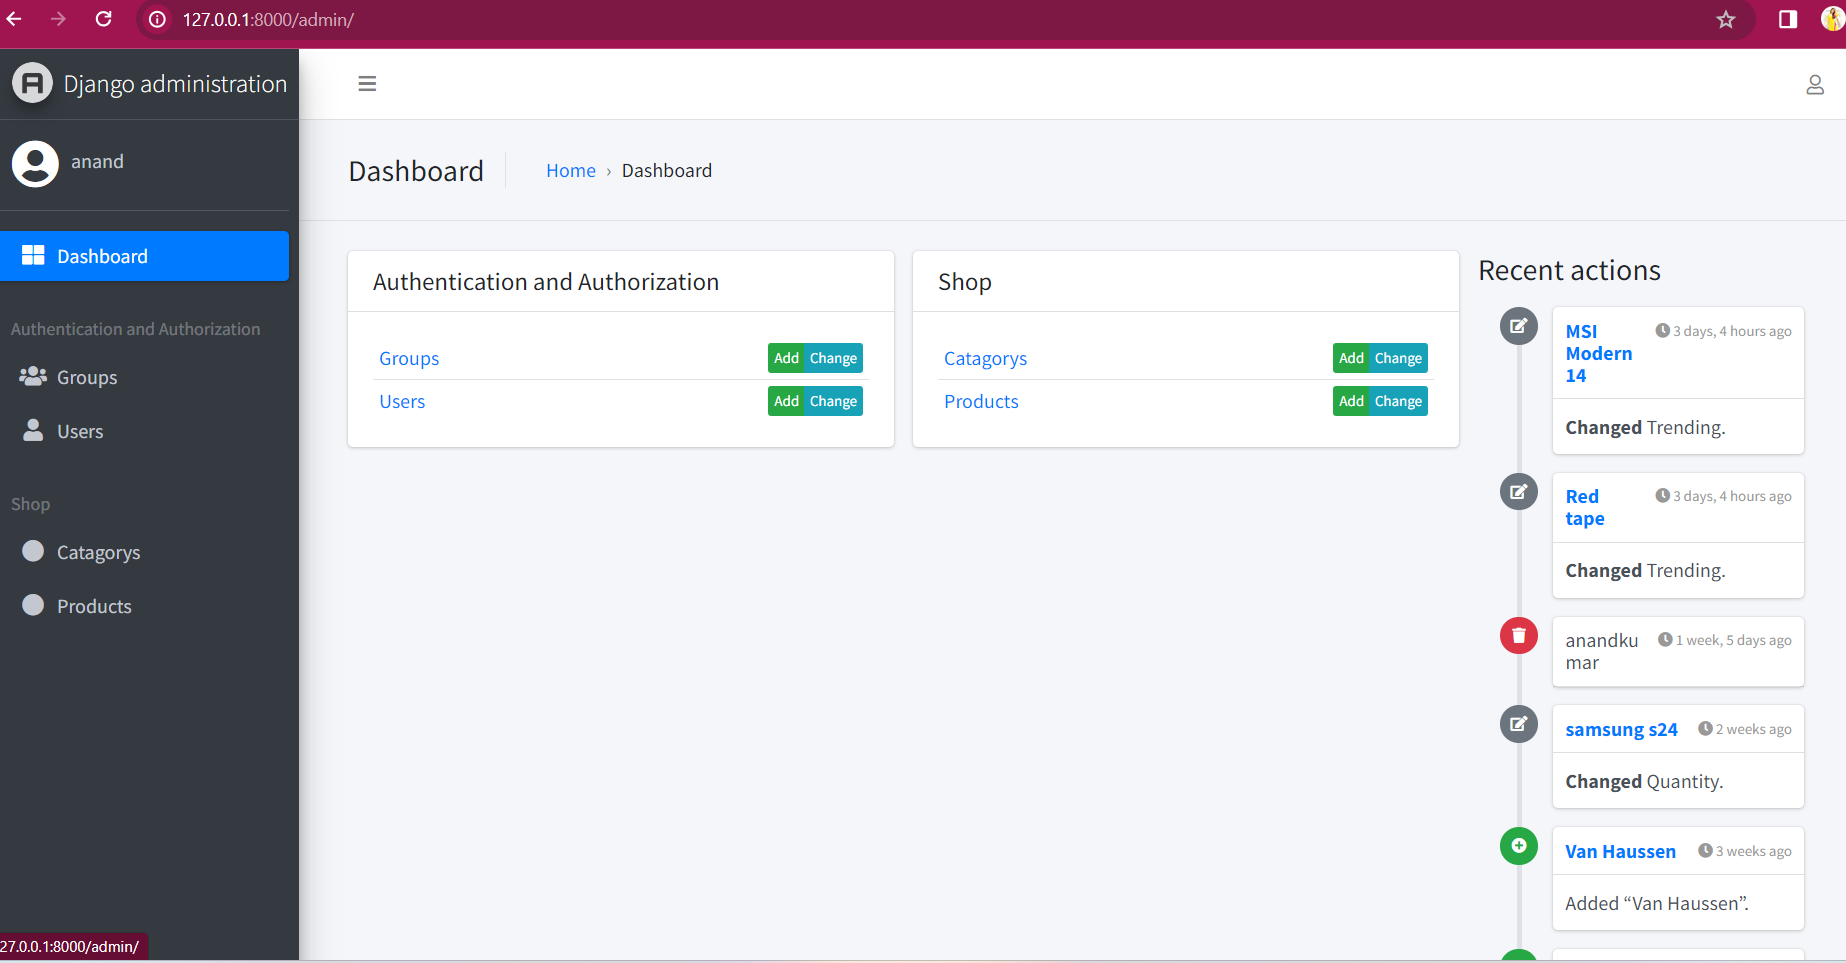 127.0.0.1:8000/admin/
Django administration
anand
Dashboard
Authentication and Authorization
Groups
Users
Shop
Catagorys
Products
Dashboard
Home › Dashboard
Authentication and Authorization
Groups Add Change
Users Add Change
Shop
Catagorys Add Change
Products Add Change
Recent actions
MSI
Modern
14
3 days, 4 hours ago
Changed Trending.
Red
tape
3 days, 4 hours ago
Changed Trending.
anandku
mar
1 week, 5 days ago
samsung s24 2 weeks ago
Changed Quantity.
Van Haussen 3 weeks ago
Added “Van Haussen”.
27.0.0.1:8000/admin/